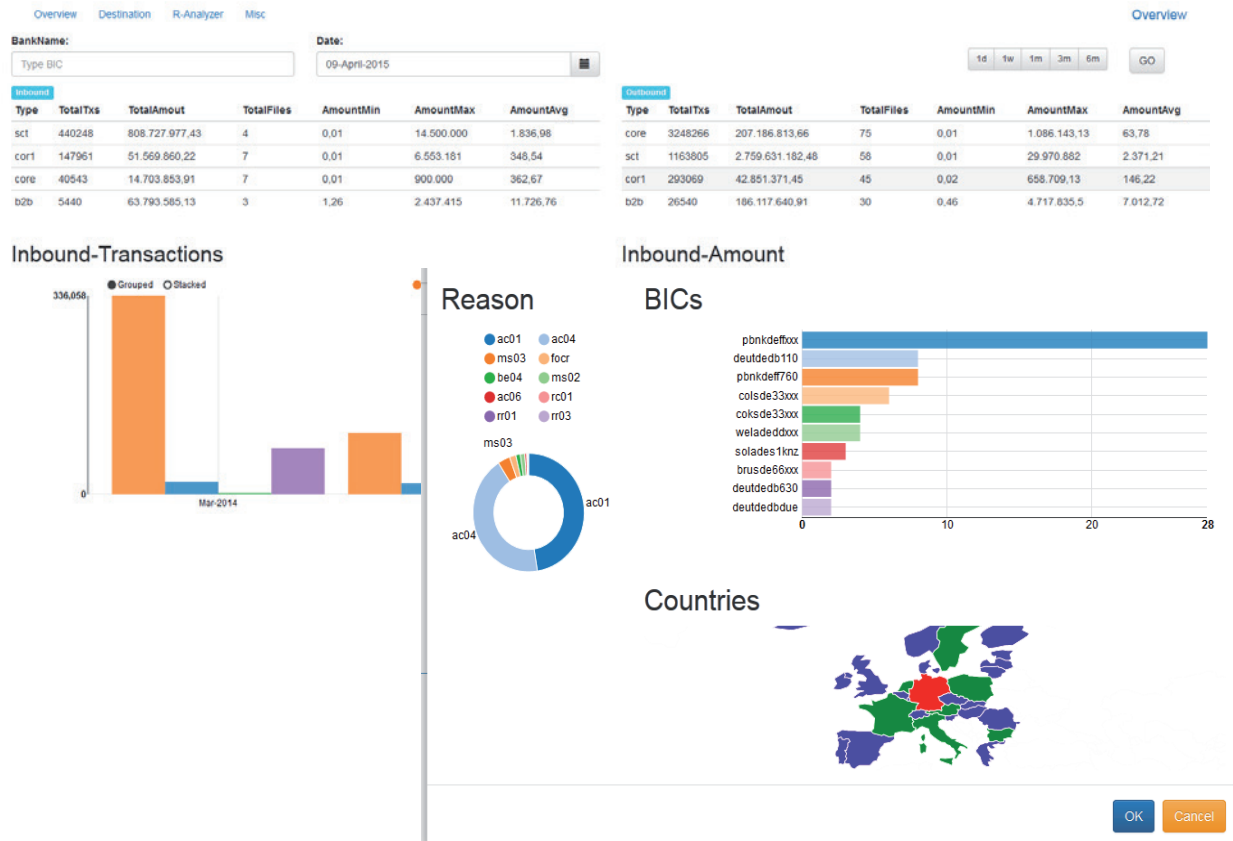 Overview Destination R-Analyzer Misc Overview
BankName: Date:
Type BIC 09-April-2015 1d 1w 1m 3m 6m GO
Inbound Outbound
Type TotalTxs TotalAmout TotalFiles AmountMin AmountMax AmountAvg Type TotalTxs TotalAmout TotalFiles AmountMin AmountMax AmountAvg
sct 440248 808.727.977,43 4 0,01 14.500.000 1.836,98 core 3248266 207.186.813,66 75 0,01 1.086.143,13 63,78
cor1 147961 51.569.860,22 7 0,01 6.553.181 348,54 sct 1163805 2.759.631.182,48 58 0,01 29.970.882 2.371,21
core 40543 14.703.853,91 7 0,01 900.000 362,67 cor1 293069 42.851.371,45 45 0,02 658.709,13 146,22
b2b 5440 63.793.585,13 3 1,26 2.437.415 11.726,76 b2b 26540 186.117.640,91 30 0,46 4.717.835,5 7.012,72
Inbound-Transactions Inbound-Amount
Grouped Stacked
336,058
0
Mar-2014
Reason
ac01 ac04
ms03 focr
be04 ms02
ac06 rc01
rr01 rr03
ms03
ac01
ac04
BICs
pbnkdeffxxx
deutdedb110
pbnkdeff760
colsde33xxx
coksde33xxx
weladeddxxx
solades1knz
brusde66xxx
deutdedb630
deutdedbdue
0 10 20 28
Countries
OK Cancel